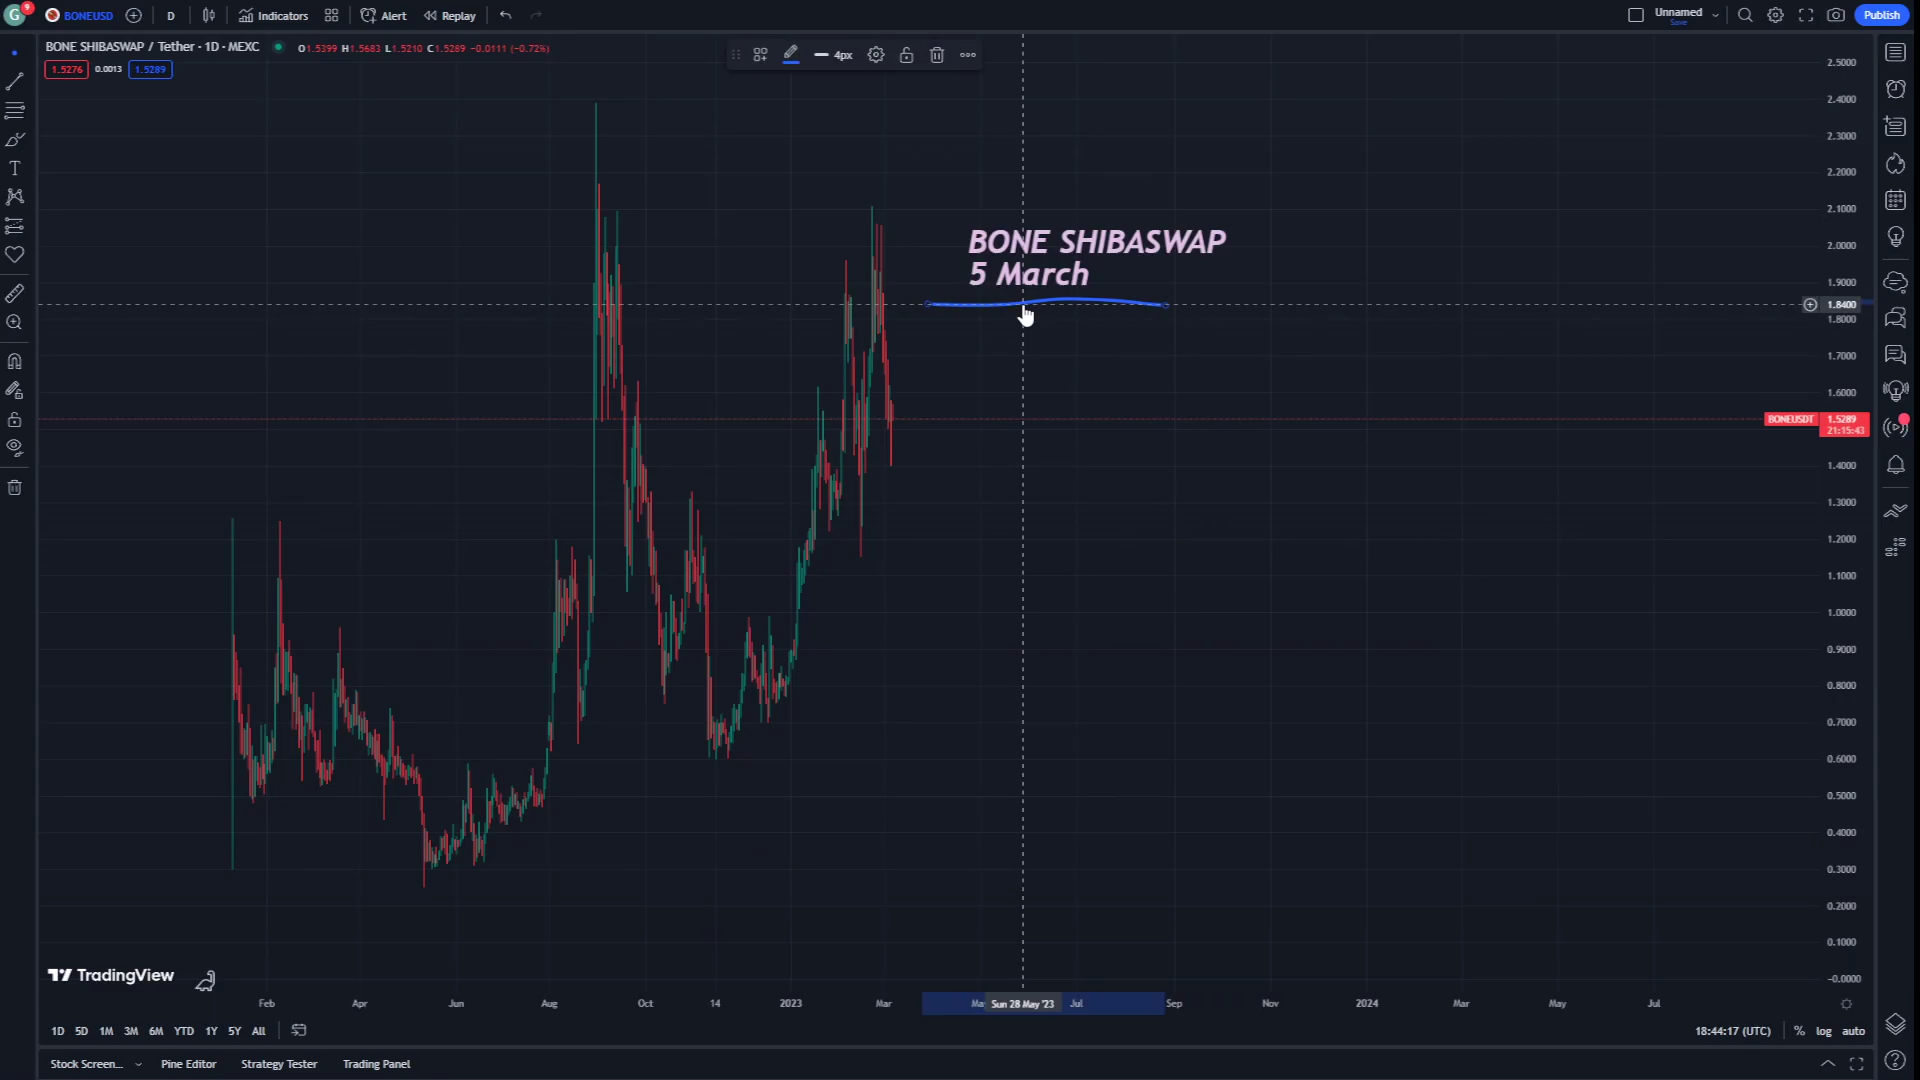 G 9 BONEUSD D Indicators Alert Replay Unnamed Save Publish
BONE SHIBASWAP / Tether · 1D · MEXC O1.5399 H1.5683 L1.5210 C1.5289 −0.0111 (−0.72%)
1.5276 0.0013 1.5289
4px
BONE SHIBASWAP
5 March
2.5000
2.4000
2.3000
2.2000
2.1000
2.0000
1.9000
1.8400
1.8000
1.7000
1.6000
BONEUSDT 1.5289
21:15:43
1.4000
1.3000
1.2000
1.1000
1.0000
0.9000
0.8000
0.7000
0.6000
0.5000
0.4000
0.3000
0.2000
0.1000
−0.0000
TradingView
Feb Apr Jun Aug Oct 14 2023 Mar Sun 28 May '23 Jul Sep Nov 2024 Mar May Jul
1D 5D 1M 3M 6M YTD 1Y 5Y All 18:44:17 (UTC) % log auto
Stock Screen... Pine Editor Strategy Tester Trading Panel